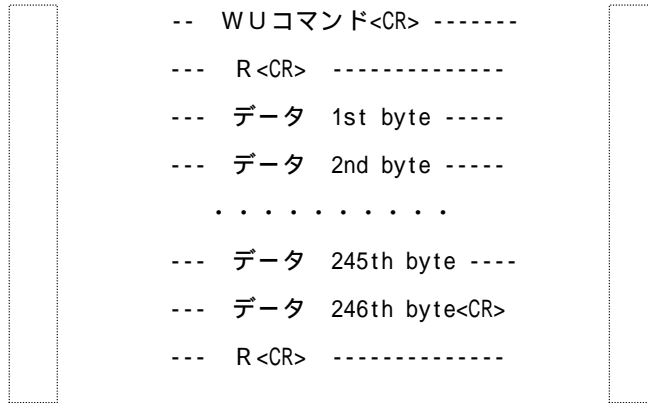 -- ＷＵコマンド<CR> -------
--- R<CR> --------------
--- データ 1st byte -----
--- データ 2nd byte -----
・・・・・・・・・・
--- データ 245th byte ----
--- データ 246th byte<CR>
--- R<CR> --------------